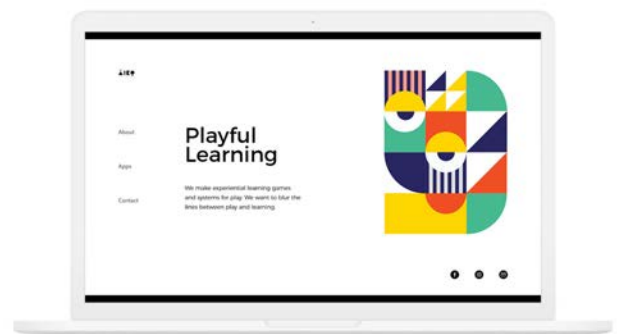 About
Playful
Learning
Apps
We make experiential learning games
and systems for play. We want to blur the
lines between play and learning.
Contact